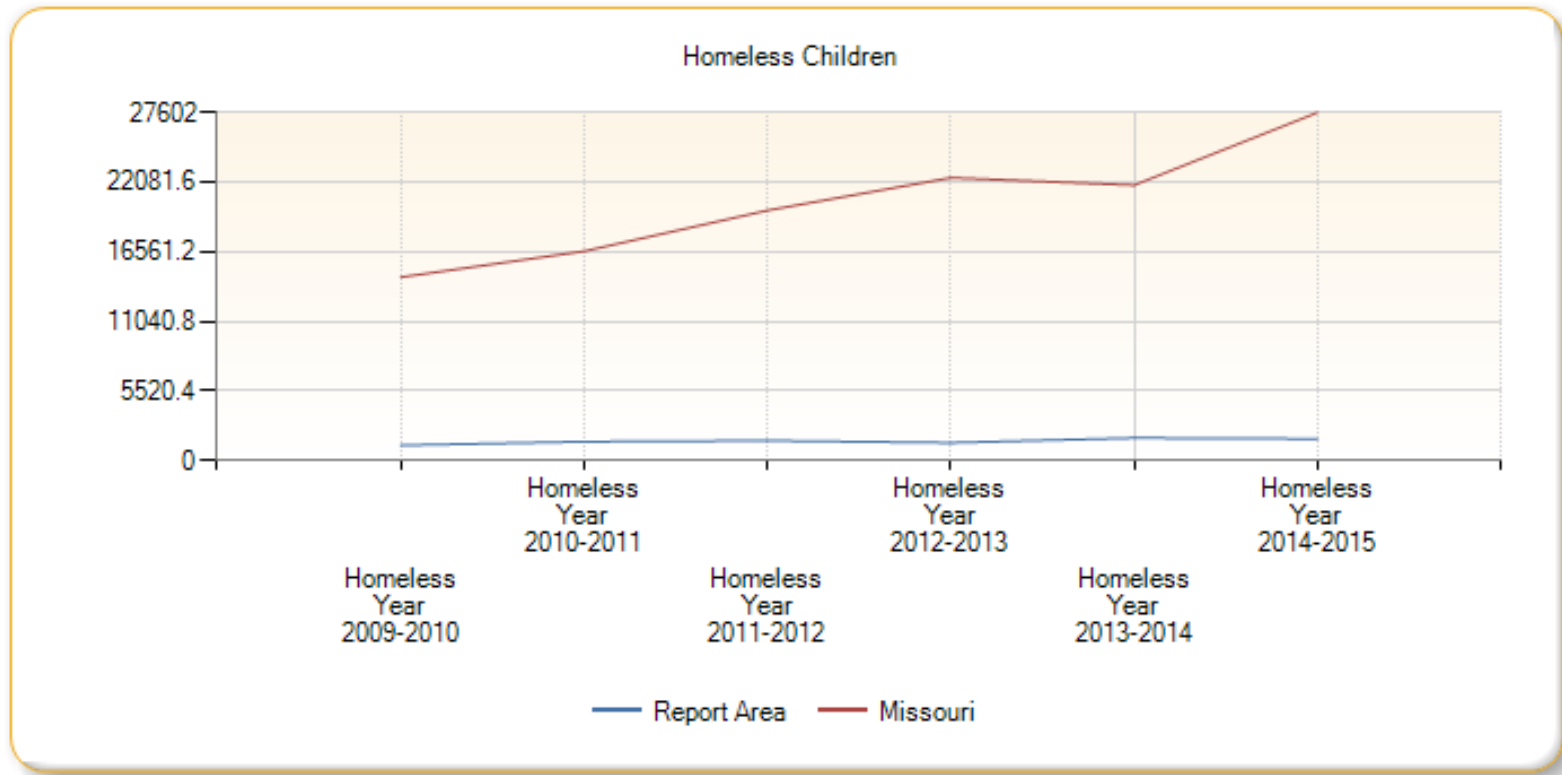 Homeless Children
27602
22081.6
16561.2
11040.8
5520.4
0
Homeless
Year
2009-2010
Homeless
Year
2010-2011
Homeless
Year
2011-2012
Homeless
Year
2012-2013
Homeless
Year
2013-2014
Homeless
Year
2014-2015
Report Area
Missouri